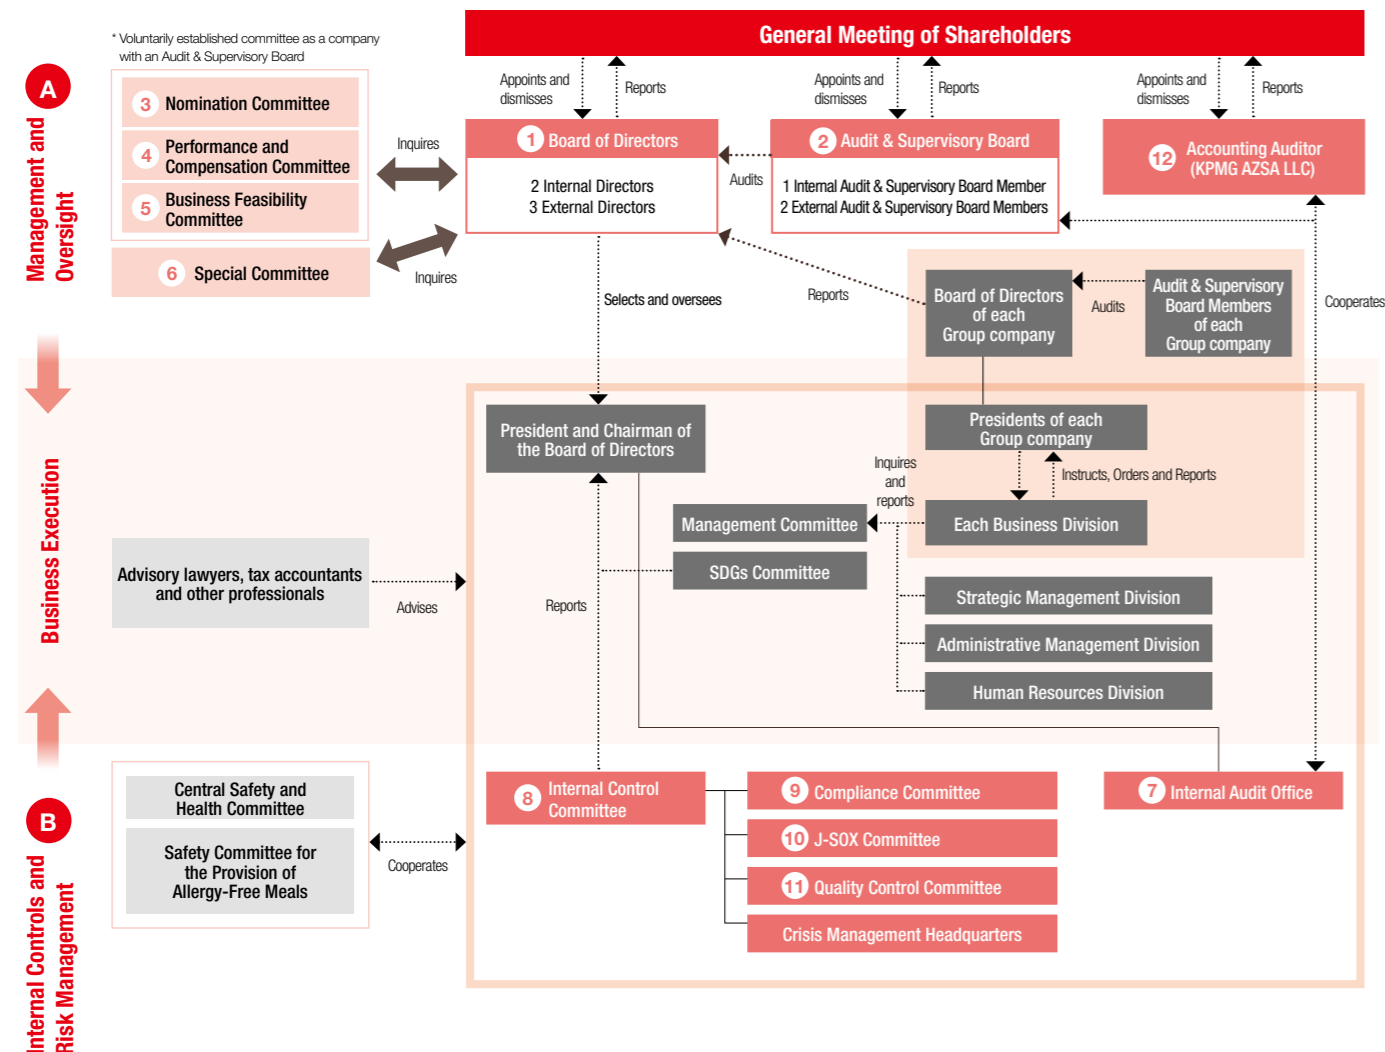 * Voluntarily established committee as a company
with an Audit & Supervisory Board
General Meeting of Shareholders
A
Management and
Oversight
3 Nomination Committee
4 Performance and
Compensation Committee
5 Business Feasibility
Committee
6 Special Committee
Inquires
Inquires
Appoints and
dismisses
Reports
Appoints and
dismisses
Reports
Appoints and
dismisses
Reports
1 Board of Directors
2 Internal Directors
3 External Directors
Audits
2 Audit & Supervisory Board
1 Internal Audit & Supervisory Board Member
2 External Audit & Supervisory Board Members
12 Accounting Auditor
(KPMG AZSA LLC)
Selects and oversees
Reports
Board of Directors
of each
Group company
Audits
Audit & Supervisory
Board Members
of each
Group company
Cooperates
Business Execution
President and Chairman of
the Board of Directors
Presidents of each
Group company
Inquires
and
reports
Instructs, Orders and Reports
Management Committee
Each Business Division
SDGs Committee
Advisory lawyers, tax accountants
and other professionals
Advises
Reports
Strategic Management Division
Administrative Management Division
Human Resources Division
B
Internal Controls and
Risk Management
Central Safety and
Health Committee
Safety Committee for
the Provision of
Allergy-Free Meals
Cooperates
8 Internal Control
Committee
9 Compliance Committee
10 J-SOX Committee
11 Quality Control Committee
Crisis Management Headquarters
7 Internal Audit Office